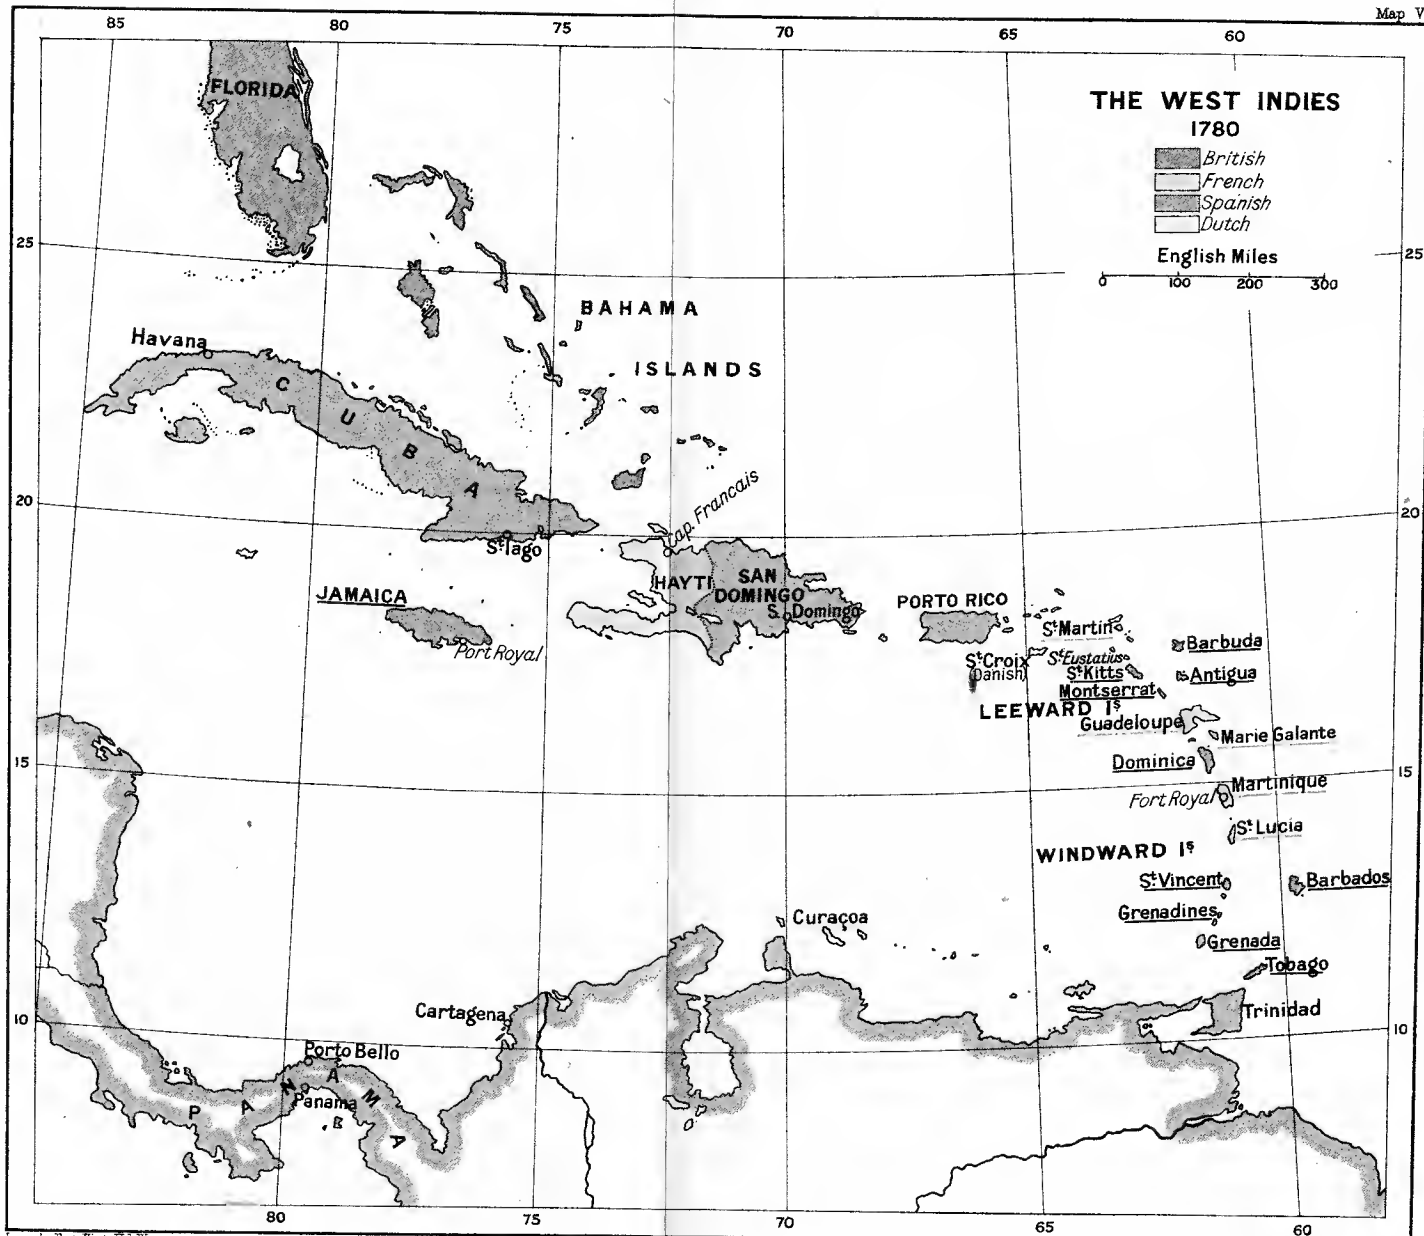 Map V
85 80 75 70 65 60
THE WEST INDIES
1780
British
French
Spanish
Dutch
English Miles
0 100 200 300
FLORIDA
25 25
BAHAMA
ISLANDS
Havana
CUBA
20 20
Cap. Francais
St. Iago
HAYTI
SAN
DOMINGO
S. Domingo
JAMAICA
Port Royal
PORTO RICO
St. Martin
Barbuda
St. Croix
(Danish)
St. Eustatius
St. Kitts
Antigua
Montserrat
LEEWARD Is.
Guadeloupe
Marie Galante
Dominica
15 15
Martinique
Fort Royal
St. Lucia
WINDWARD Is.
St. Vincent
Barbados
Grenadines
Curaçoa
Grenada
Tobago
Trinidad
Cartagena
10 10
Porto Bello
PANAMA
Panama
80 75 70 65 60